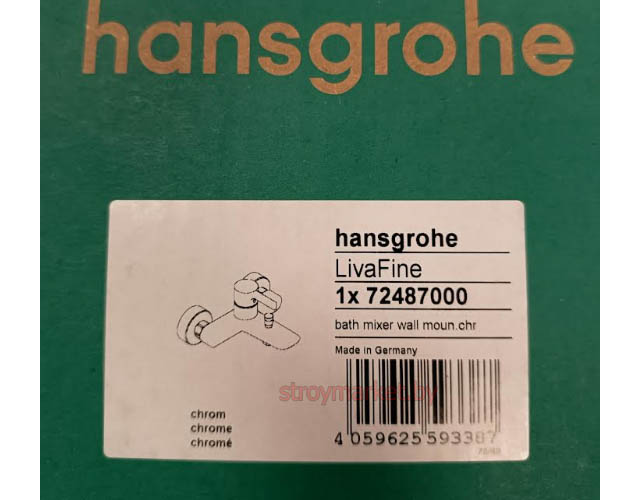 hansgrohe
hansgrohe
LivaFine
1x 72487000
bath mixer wall moun.chr
Made in Germany
stroymarket.by
chrom
chrome
chromé
4 059625 593387